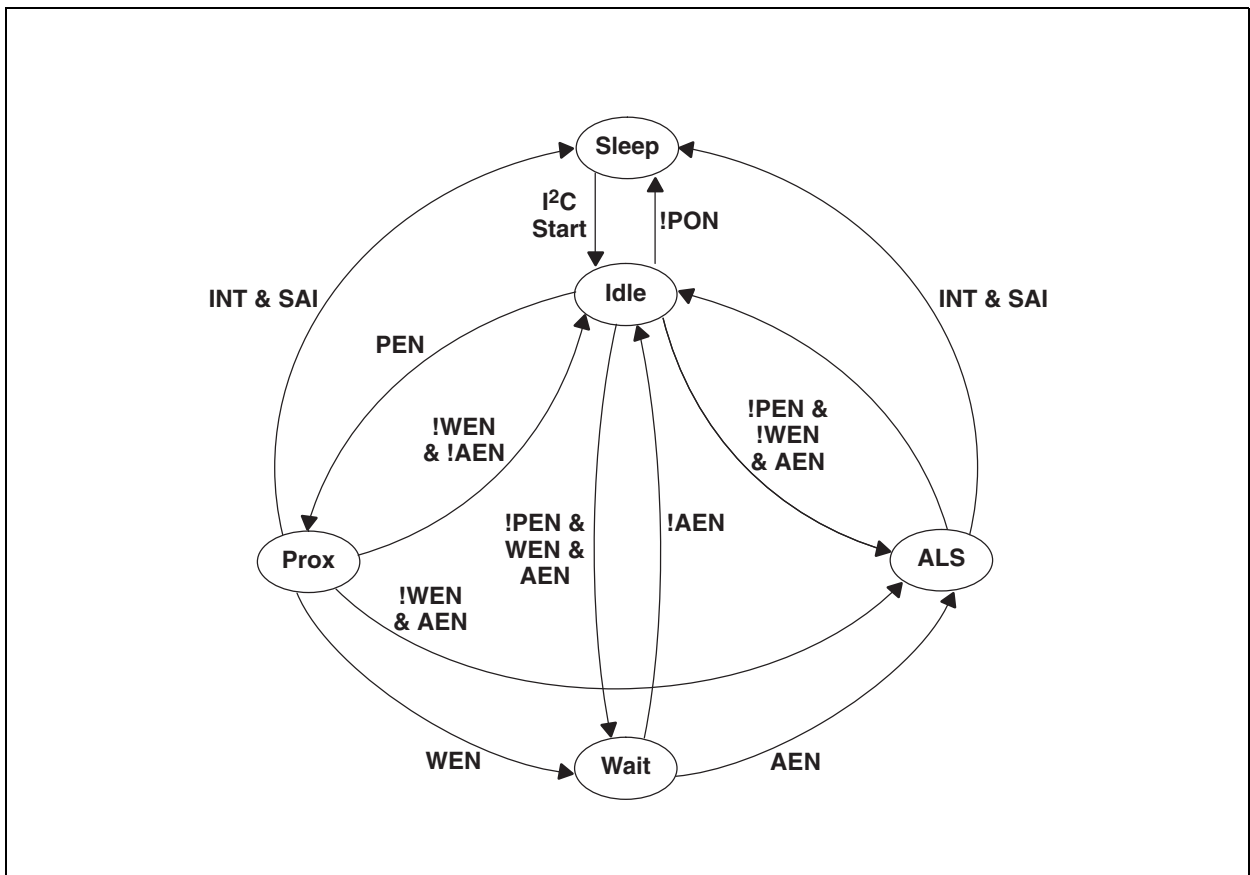 Sleep
I²C
Start
!PON
Idle
INT & SAI
INT & SAI
PEN
!WEN
& !AEN
!PEN &
!WEN
& AEN
!PEN &
WEN &
AEN
!AEN
Prox
ALS
!WEN
& AEN
WEN
Wait
AEN